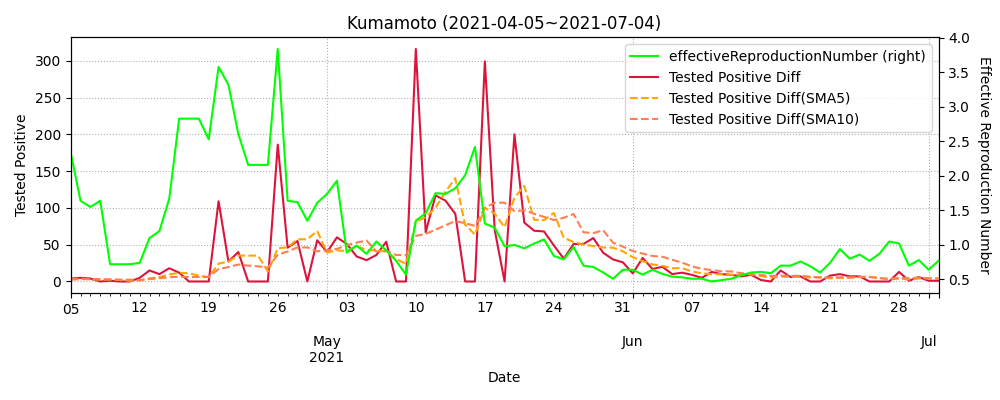 Kumamoto (2021-04-05~2021-07-04)
effectiveReproductionNumber (right)
Tested Positive Diff
Tested Positive Diff(SMA5)
Tested Positive Diff(SMA10)
Tested Positive
300
250
200
150
100
50
0
4.0
3.5
3.0
2.5
2.0
1.5
1.0
0.5
Effective Reproduction Number
05 12 19 26 03 10 17 24 31 07 14 21 28
May Jun Jul
2021
Date